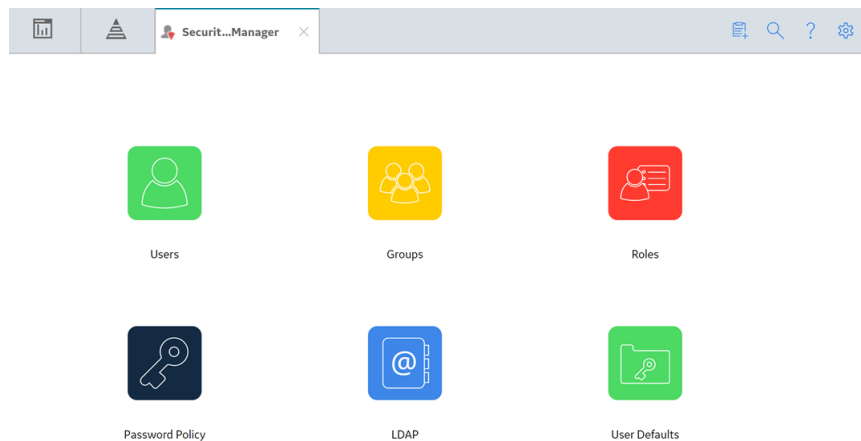 Securit...Manager
Users
Groups
Roles
@
Password Policy
LDAP
User Defaults